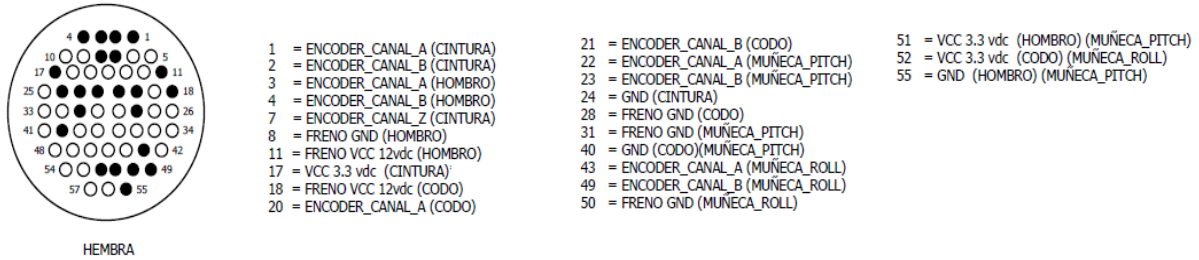 4 1
10 5
17 11
25 18
33 26
41 34
48 42
54 49
57 55
HEMBRA
1 = ENCODER_CANAL_A (CINTURA)
2 = ENCODER_CANAL_B (CINTURA)
3 = ENCODER_CANAL_A (HOMBRO)
4 = ENCODER_CANAL_B (HOMBRO)
7 = ENCODER_CANAL_Z (CINTURA)
8 = FRENO GND (HOMBRO)
11 = FRENO VCC 12vdc (HOMBRO)
17 = VCC 3.3 vdc (CINTURA)
18 = FRENO VCC 12vdc (CODO)
20 = ENCODER_CANAL_A (CODO)
21 = ENCODER_CANAL_B (CODO)
22 = ENCODER_CANAL_A (MUÑECA_PITCH)
23 = ENCODER_CANAL_B (MUÑECA_PITCH)
24 = GND (CINTURA)
28 = FRENO GND (CODO)
31 = FRENO GND (MUÑECA_PITCH)
40 = GND (CODO)(MUÑECA_PITCH)
43 = ENCODER_CANAL_A (MUÑECA_ROLL)
49 = ENCODER_CANAL_B (MUÑECA_ROLL)
50 = FRENO GND (MUÑECA_ROLL)
51 = VCC 3.3 vdc (HOMBRO) (MUÑECA_PITCH)
52 = VCC 3.3 vdc (CODO) (MUÑECA_ROLL)
55 = GND (HOMBRO) (MUÑECA_PITCH)